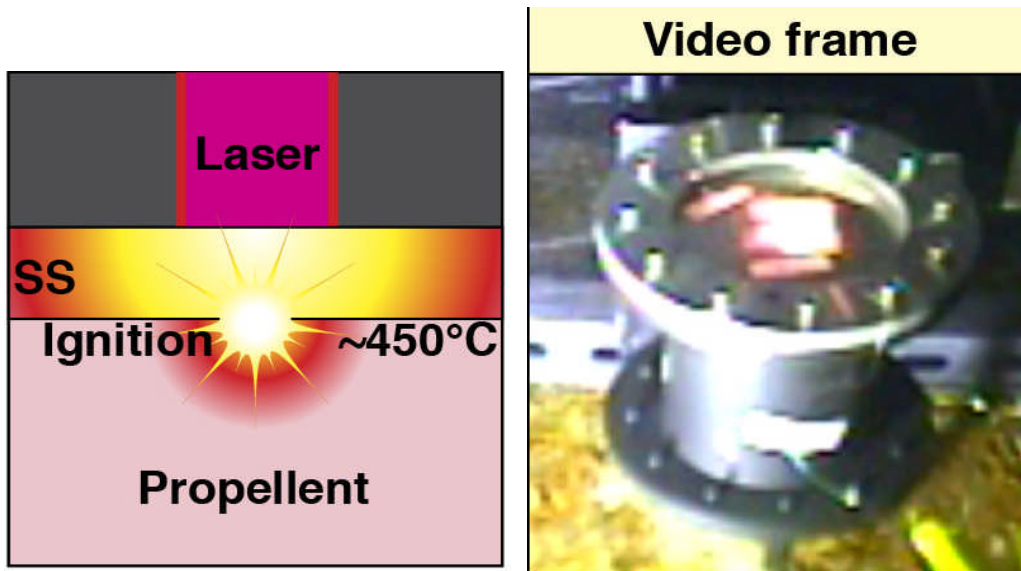 Laser
SS
Ignition
~450°C
Propellent
Video frame